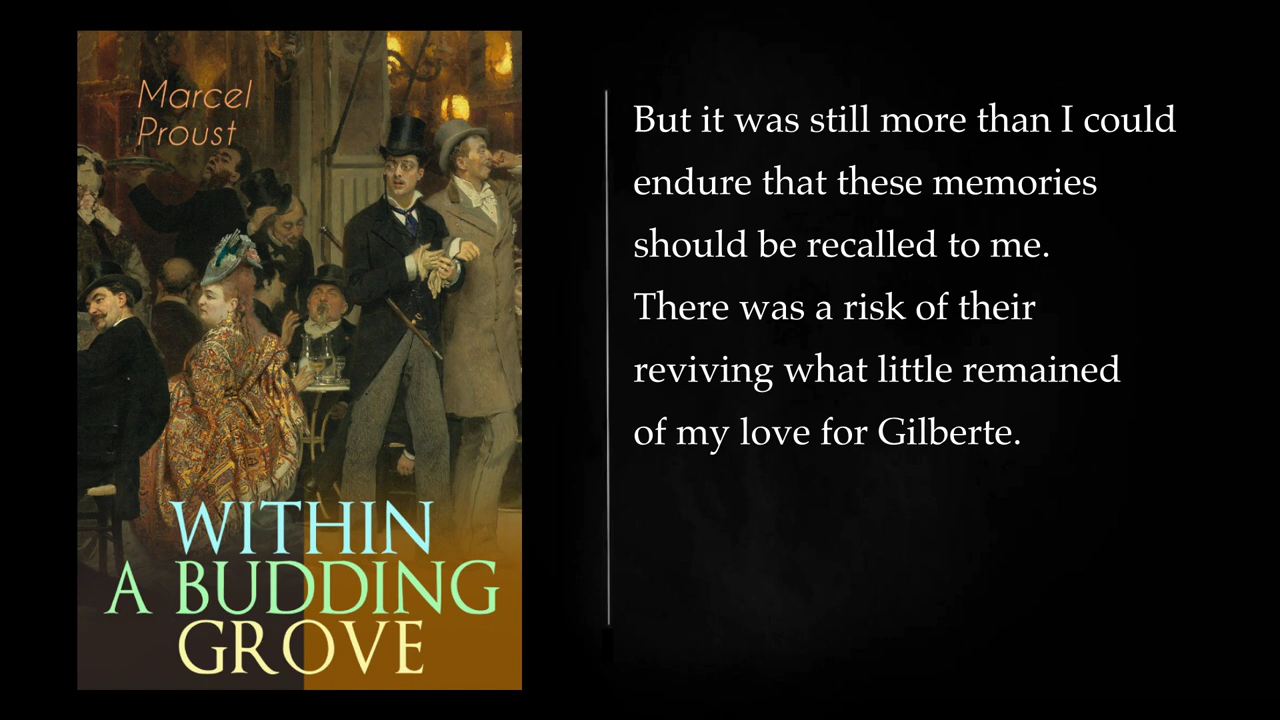 Marcel
Proust
WITHIN
A BUDDING
GROVE
But it was still more than I could
endure that these memories
should be recalled to me.
There was a risk of their
reviving what little remained
of my love for Gilberte.